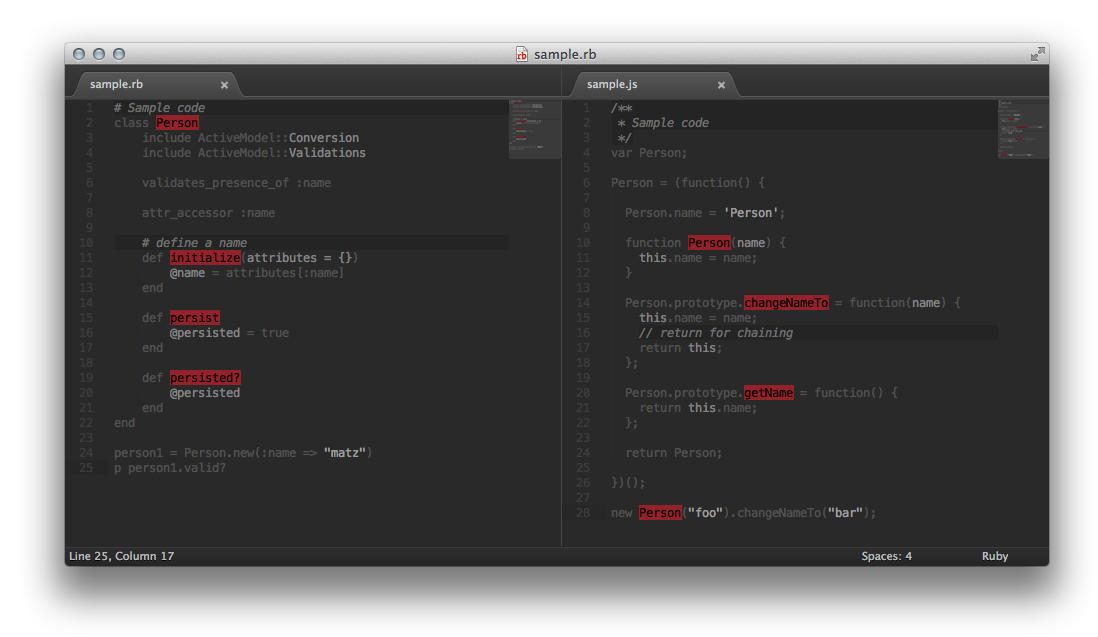 sample.rb
sample.rb ×
1 # Sample code
2 class Person
3     include ActiveModel::Conversion
4     include ActiveModel::Validations
5
6     validates_presence_of :name
7
8     attr_accessor :name
9
10     # define a name
11     def initialize(attributes = {})
12         @name = attributes[:name]
13     end
14
15     def persist
16         @persisted = true
17     end
18
19     def persisted?
20         @persisted
21     end
22 end
23
24 person1 = Person.new(:name => "matz")
25 p person1.valid?
sample.js ×
1 /**
2  * Sample code
3  */
4 var Person;
5
6 Person = (function() {
7
8   Person.name = 'Person';
9
10   function Person(name) {
11     this.name = name;
12   }
13
14   Person.prototype.changeNameTo = function(name) {
15     this.name = name;
16     // return for chaining
17     return this;
18   };
19
20   Person.prototype.getName = function() {
21     return this.name;
22   };
23
24   return Person;
25
26 })();
27
28 new Person("foo").changeNameTo("bar");
Line 25, Column 17 Spaces: 4 Ruby